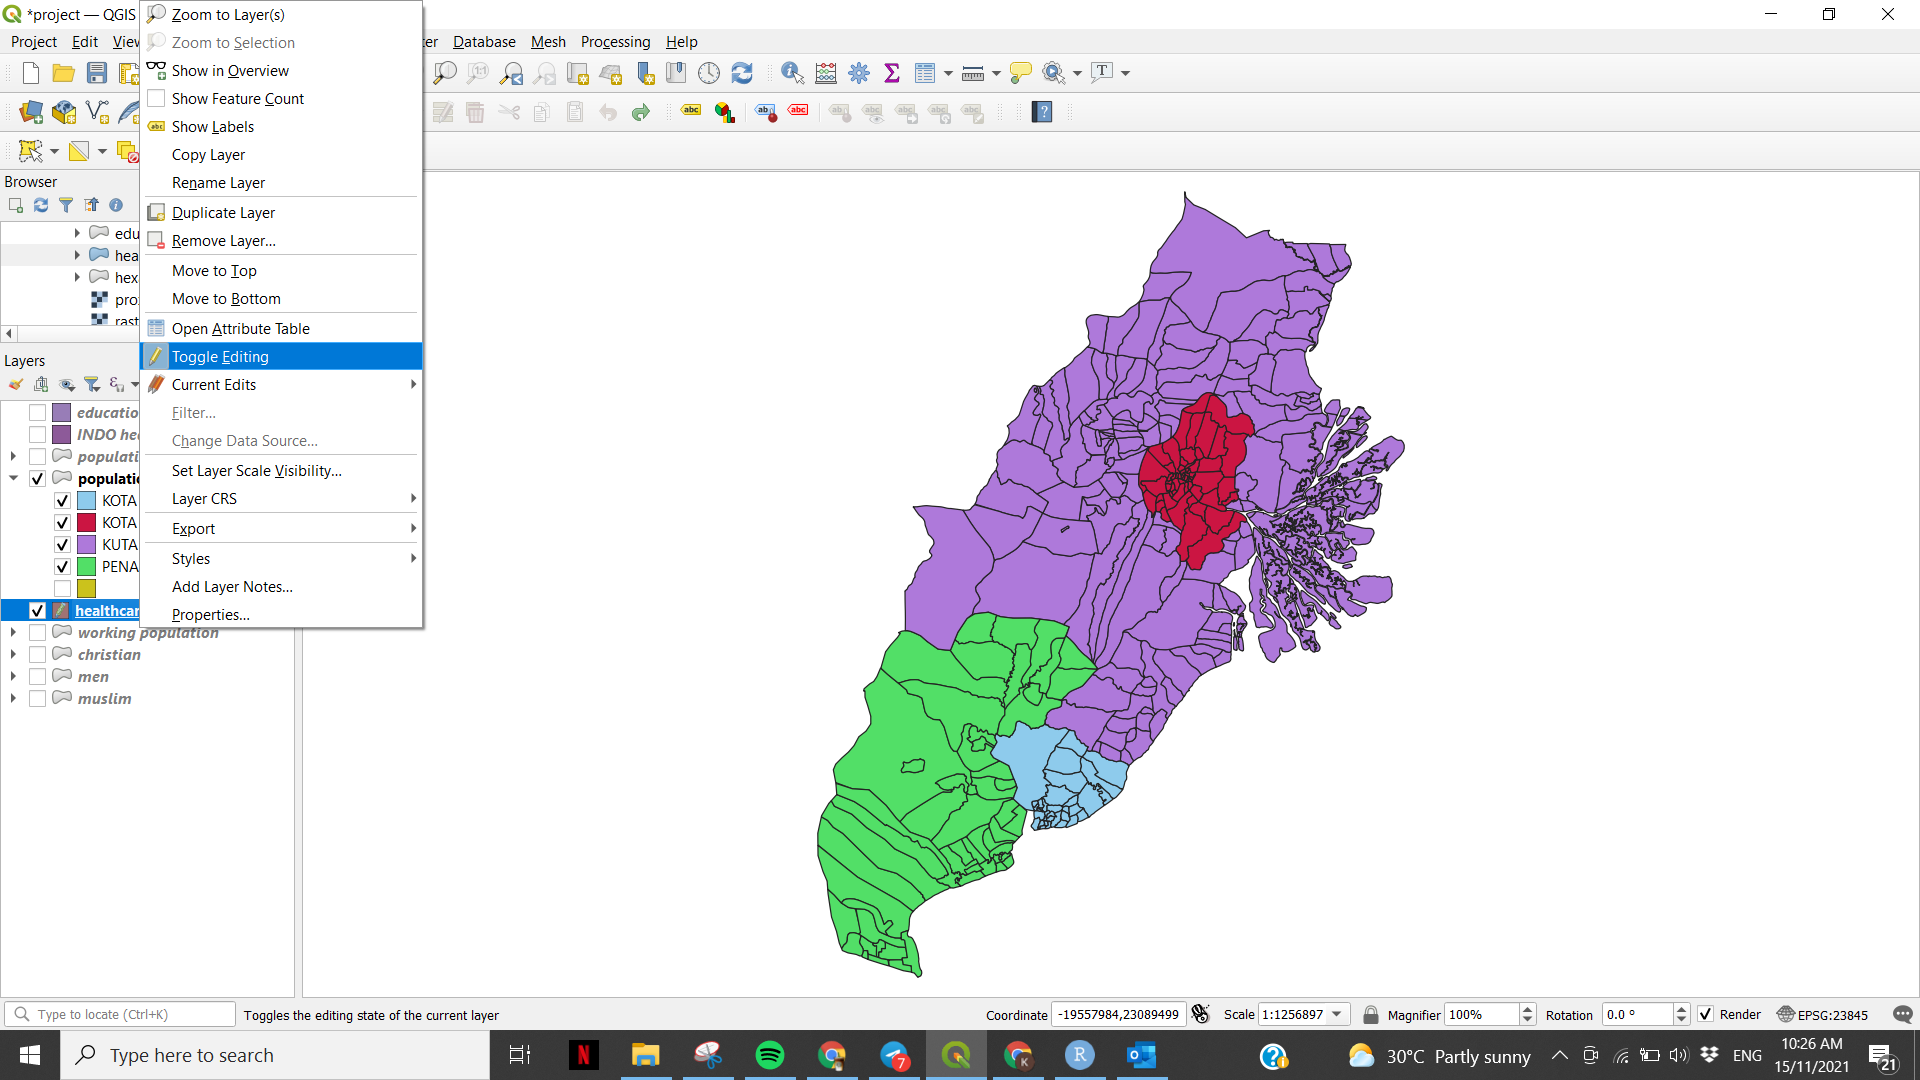 *project — QGIS
Project Edit Database Mesh Processing Help
Zoom to Layer(s)
Zoom to Selection
Show in Overview
Show Feature Count
Show Labels
Copy Layer
Rename Layer
Duplicate Layer
Remove Layer...
Move to Top
Move to Bottom
Open Attribute Table
Toggle Editing
Current Edits
Filter...
Change Data Source...
Set Layer Scale Visibility...
Layer CRS
Export
Styles
Add Layer Notes...
Properties...
1:1
abc
abc
T
Browser
edu
hea
hex
pro
rast
Layers
educatio
INDO he
populati
populatio
KOTA
KOTA
KUTA
PENA
healthcar
working population
christian
men
muslim
Type to locate (Ctrl+K)
Toggles the editing state of the current layer
Coordinate -19557984,23089499
Scale 1:1256897
Magnifier 100%
Rotation 0.0 °
Render
EPSG:23845
Type here to search
7
K
R
30°C Partly sunny
ENG
10:26 AM
15/11/2021
21